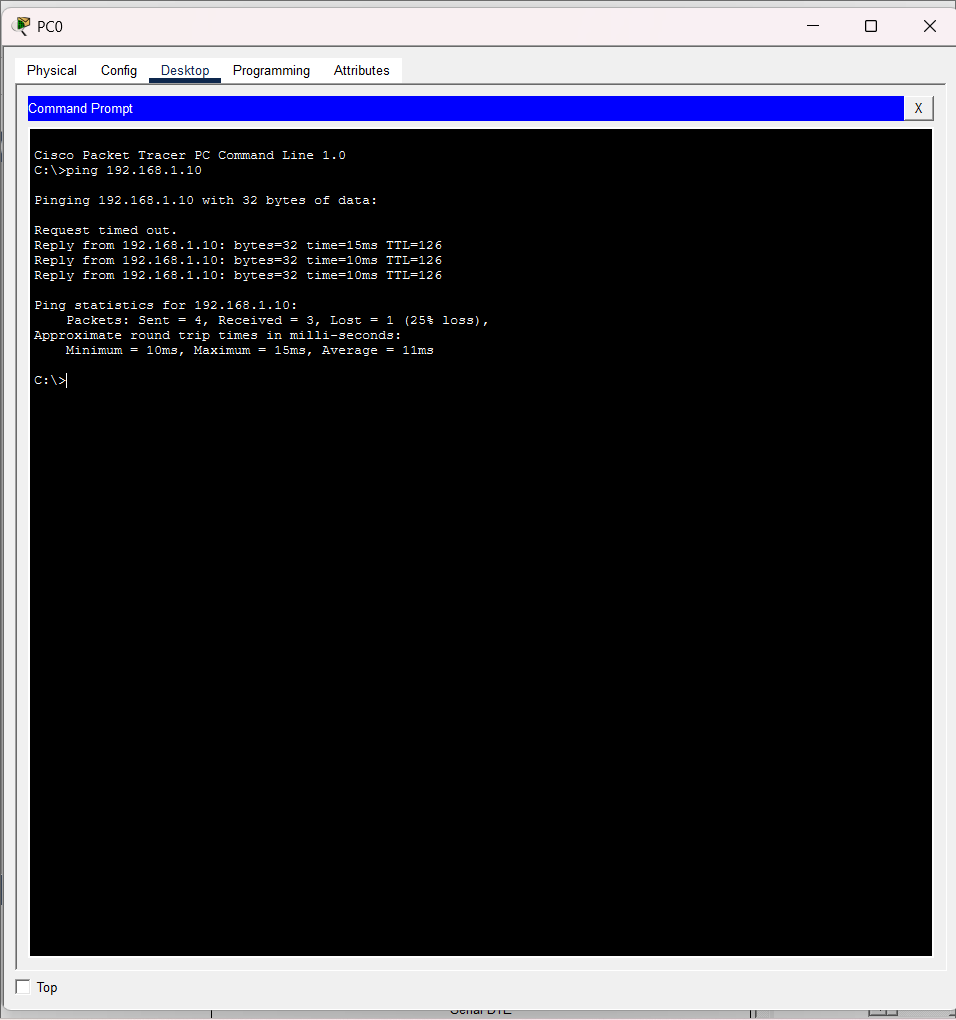 PC0
Physical Config Desktop Programming Attributes
Command Prompt
X
Cisco Packet Tracer PC Command Line 1.0
C:\>ping 192.168.1.10
Pinging 192.168.1.10 with 32 bytes of data:
Request timed out.
Reply from 192.168.1.10: bytes=32 time=15ms TTL=126
Reply from 192.168.1.10: bytes=32 time=10ms TTL=126
Reply from 192.168.1.10: bytes=32 time=10ms TTL=126
Ping statistics for 192.168.1.10:
Packets: Sent = 4, Received = 3, Lost = 1 (25% loss),
Approximate round trip times in milli-seconds:
Minimum = 10ms, Maximum = 15ms, Average = 11ms
C:\>
Top
Serial DTE